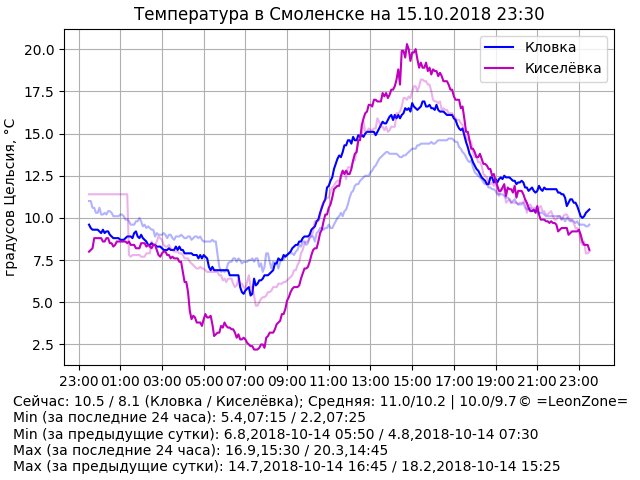 Температура в Смоленске на 15.10.2018 23:30
Кловка
Киселёвка
градусов Цельсия, °C
20.0
17.5
15.0
12.5
10.0
7.5
5.0
2.5
23:00 01:00 03:00 05:00 07:00 09:00 11:00 13:00 15:00 17:00 19:00 21:00 23:00
Сейчас: 10.5 / 8.1 (Кловка / Киселёвка); Средняя: 11.0/10.2 | 10.0/9.7© =LeonZone=
Min (за последние 24 часа): 5.4,07:15 / 2.2,07:25
Min (за предыдущие сутки): 6.8,2018-10-14 05:50 / 4.8,2018-10-14 07:30
Max (за последние 24 часа): 16.9,15:30 / 20.3,14:45
Max (за предыдущие сутки): 14.7,2018-10-14 16:45 / 18.2,2018-10-14 15:25